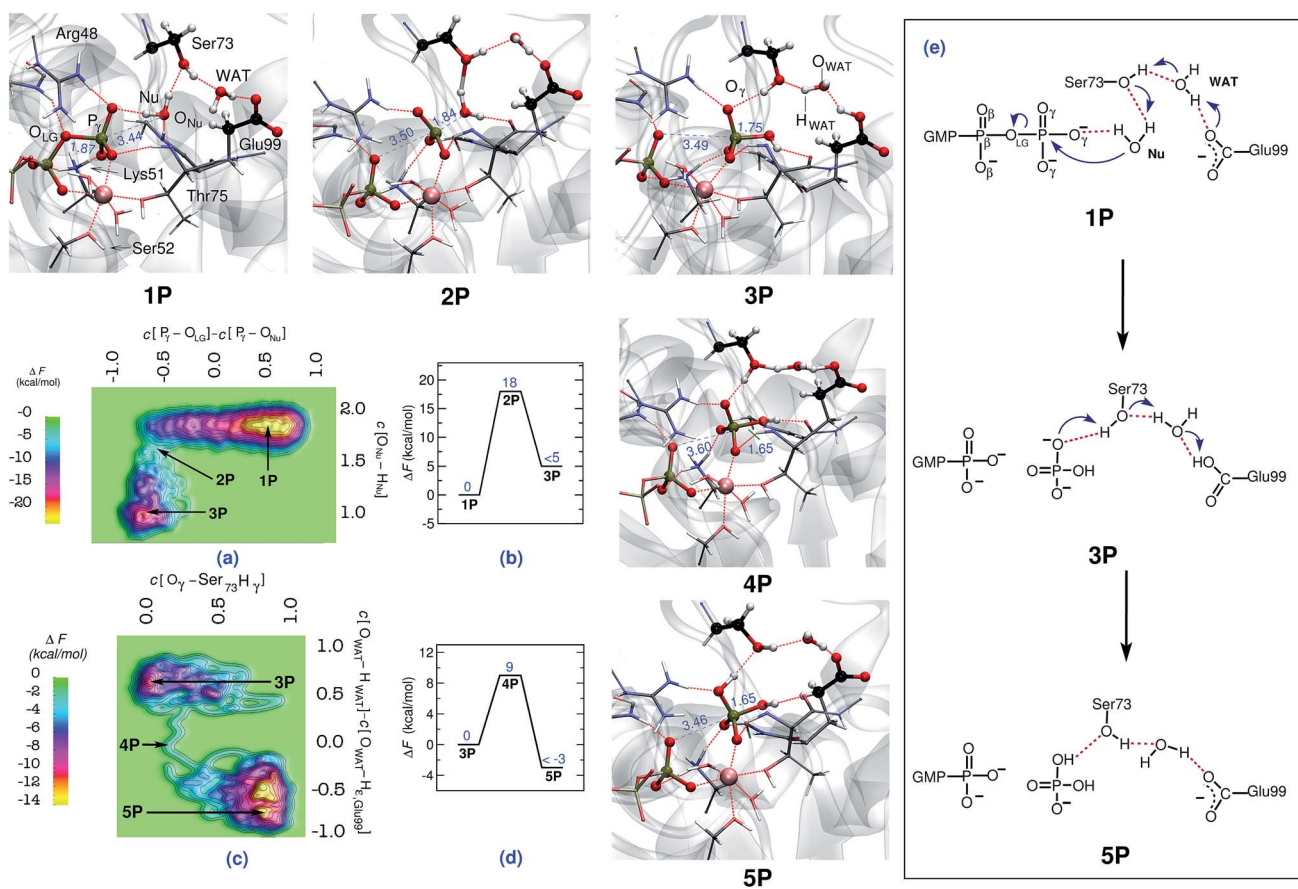 Arg48
Ser73
WAT
Nu
Pγ
OLG
ONu
3.44
1.87
Glu99
Lys51
Thr75
Ser52
1P
3.50
1.84
2P
OWAT
Oγ
HWAT
1.75
3.49
3P
c[Pγ−OLG]−c[Pγ−ONu]
-1.0
-0.5
0.0
0.5
1.0
ΔF
(kcal/mol)
-0
-5
-10
-15
-20
2.0
1.5
1.0
c[ONu−HNu]
2P
1P
3P
(a)
ΔF (kcal/mol)
20
15
10
5
0
-5
18
2P
<5
3P
0
1P
(b)
3.60
1.65
4P
c[Oγ−Ser73Hγ]
0.0
0.5
1.0
ΔF
(kcal/mol)
0
-2
-4
-6
-8
-10
-12
-14
1.0
0.5
0.0
-0.5
-1.0
c[OWAT−HWAT]−c[OWAT−Hε,Glu99]
3P
4P
5P
(c)
ΔF (kcal/mol)
12
8
4
0
-4
9
4P
0
3P
< -3
5P
(d)
1.65
3.46
5P
(e)
Ser73
O
H
H
O
H
WAT
GMP
Oβ
P
β
Oβ
O
LG
Oγ
P
Oγ
O
γ
H
H
O
Nu
O
C
O
Glu99
1P
Ser73
H
O
H
O
H
H
GMP
O
P
O
O
O
O=P
OH
O
HO
C
O
Glu99
3P
Ser73
O
H
O
H
H
GMP
O
P
O
O
OH
O=P
OH
O
O
C
O
Glu99
5P